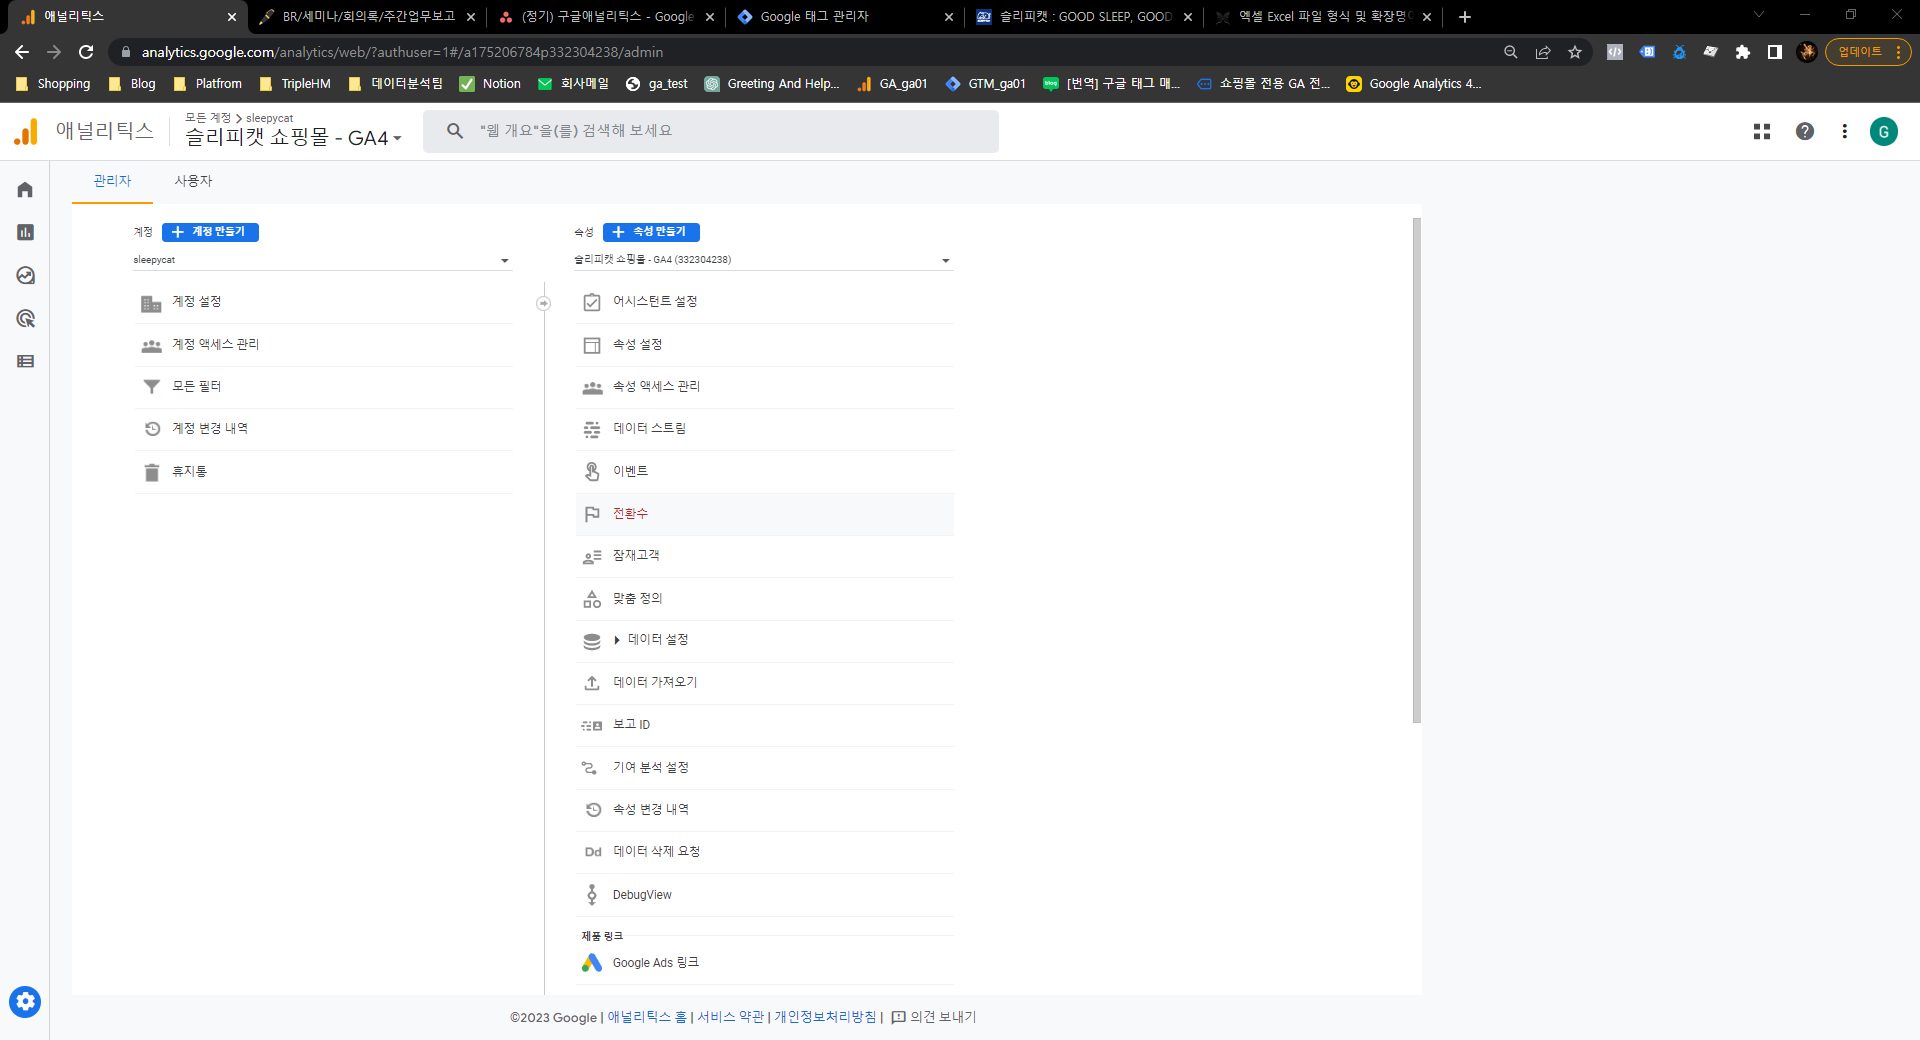 애널리틱스
BR/세미나/회의록/주간업무보고
(정기) 구글애널리틱스 - Google
Google 태그 관리자
슬리피캣 : GOOD SLEEP, GOOD
엑셀 Excel 파일 형식 및 확장명
analytics.google.com/analytics/web/?authuser=1#/a175206784p332304238/admin
업데이트
Shopping
Blog
Platfrom
TripleHM
데이터분석팀
Notion
회사메일
ga_test
Greeting And Help...
GA_ga01
GTM_ga01
[번역] 구글 태그 매...
쇼핑몰 전용 GA 전...
Google Analytics 4...
애널리틱스
모든 계정 > sleepycat
슬리피캣 쇼핑몰 - GA4
"웹 개요"을(를) 검색해 보세요
G
관리자
사용자
계정
계정 만들기
sleepycat
계정 설정
계정 액세스 관리
모든 필터
계정 변경 내역
휴지통
속성
속성 만들기
슬리피캣 쇼핑몰 - GA4 (332304238)
어시스턴트 설정
속성 설정
속성 액세스 관리
데이터 스트림
이벤트
전환수
잠재고객
맞춤 정의
데이터 설정
데이터 가져오기
보고 ID
기여 분석 설정
속성 변경 내역
Dd 데이터 삭제 요청
DebugView
제품 링크
Google Ads 링크
©2023 Google | 애널리틱스 홈 | 서비스 약관 | 개인정보처리방침 | 의견 보내기